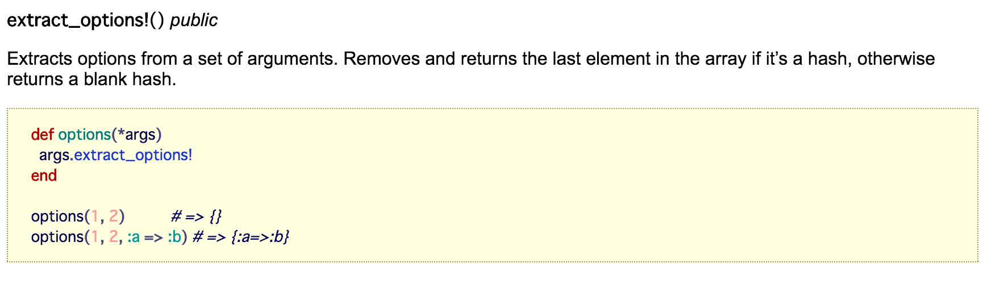 extract_options!() public
Extracts options from a set of arguments. Removes and returns the last element in the array if it’s a hash, otherwise
returns a blank hash.
def options(*args)
  args.extract_options!
end
options(1, 2)           # => {}
options(1, 2, :a => :b) # => {:a=>:b}